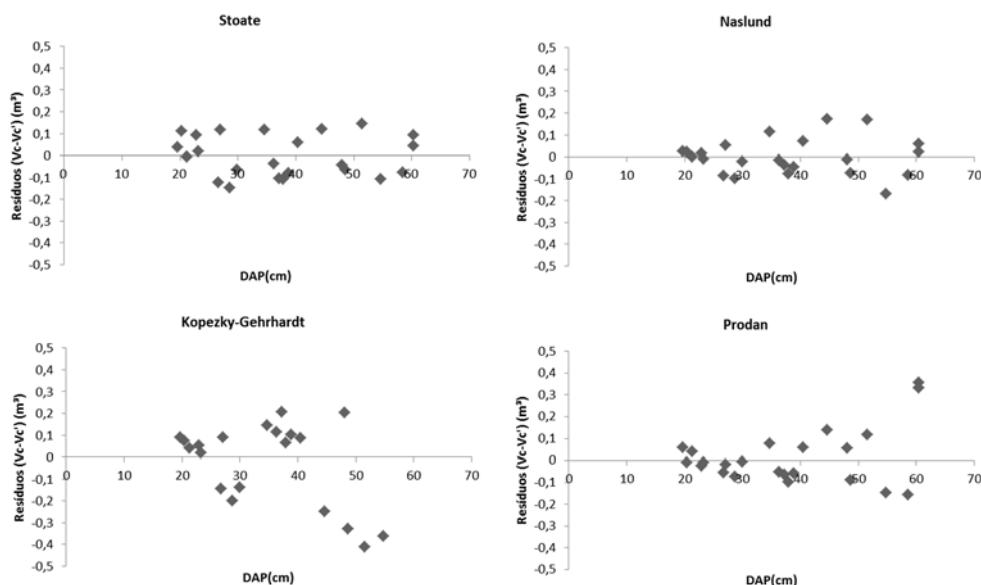 Stoate
Resíduos (Vc-Vc') (m³)
0,5
0,4
0,3
0,2
0,1
0
-0,1
-0,2
-0,3
-0,4
-0,5
0 10 20 30 40 50 60 70
DAP(cm)
Naslund
Resíduos (Vc-Vc') (m³)
0,5
0,4
0,3
0,2
0,1
0
-0,1
-0,2
-0,3
-0,4
-0,5
0 10 20 30 40 50 60 70
DAP(cm)
Kopezky-Gehrhardt
Resíduos (Vc-Vc') (m³)
0,5
0,4
0,3
0,2
0,1
0
-0,1
-0,2
-0,3
-0,4
-0,5
0 10 20 30 40 50 60 70
DAP(cm)
Prodan
Resíduos (Vc-Vc') (m³)
0,5
0,4
0,3
0,2
0,1
0
-0,1
-0,2
-0,3
-0,4
-0,5
0 10 20 30 40 50 60 70
DAP(cm)